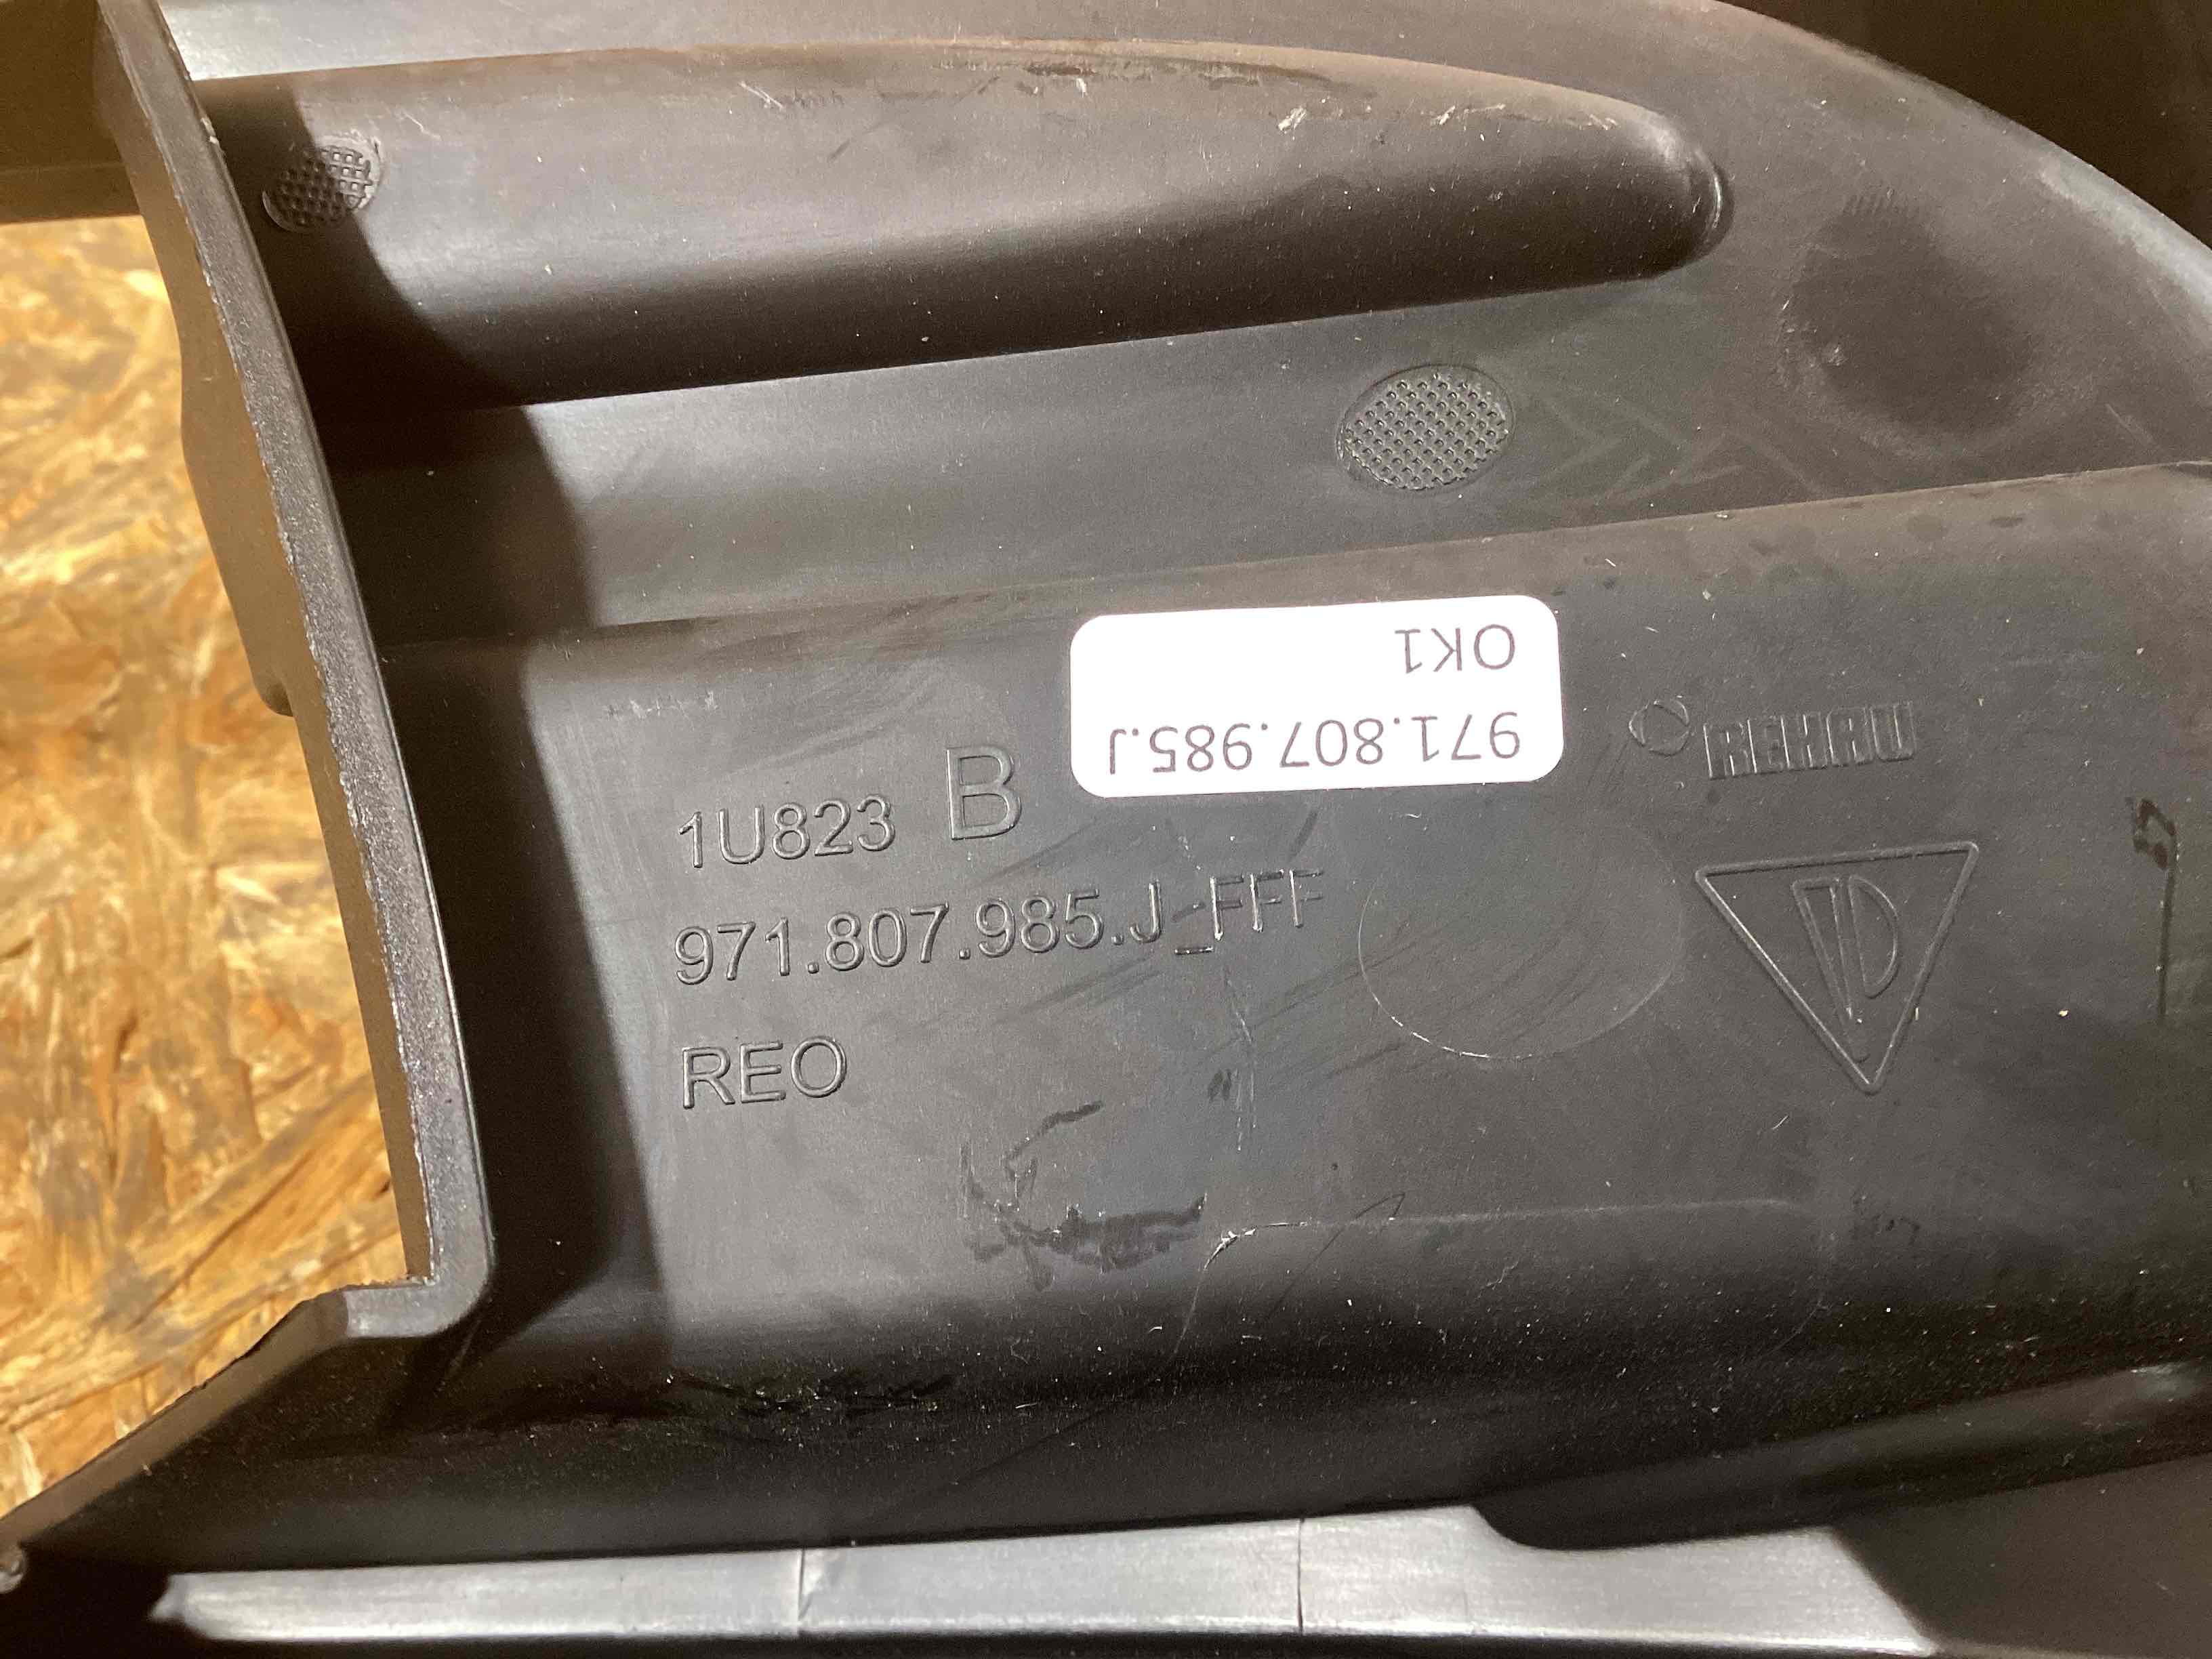 971.807.985.J
OK1
REHAU
1U823 B
971.807.985.J_FFF
REO